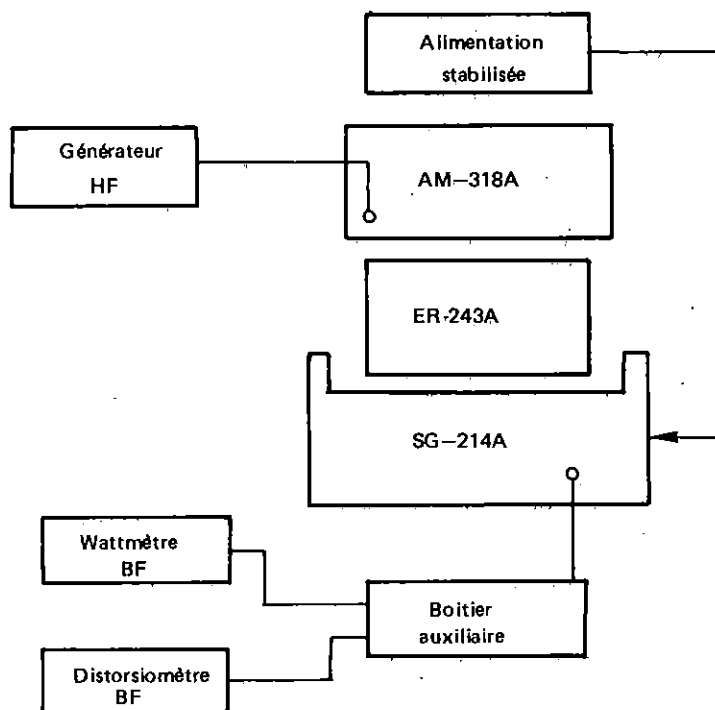 Alimentation
stabilisée
Générateur
HF
AM-318A
ER-243A
SG-214A
Wattmètre
BF
Boitier
auxiliaire
Distorsiomètre
BF